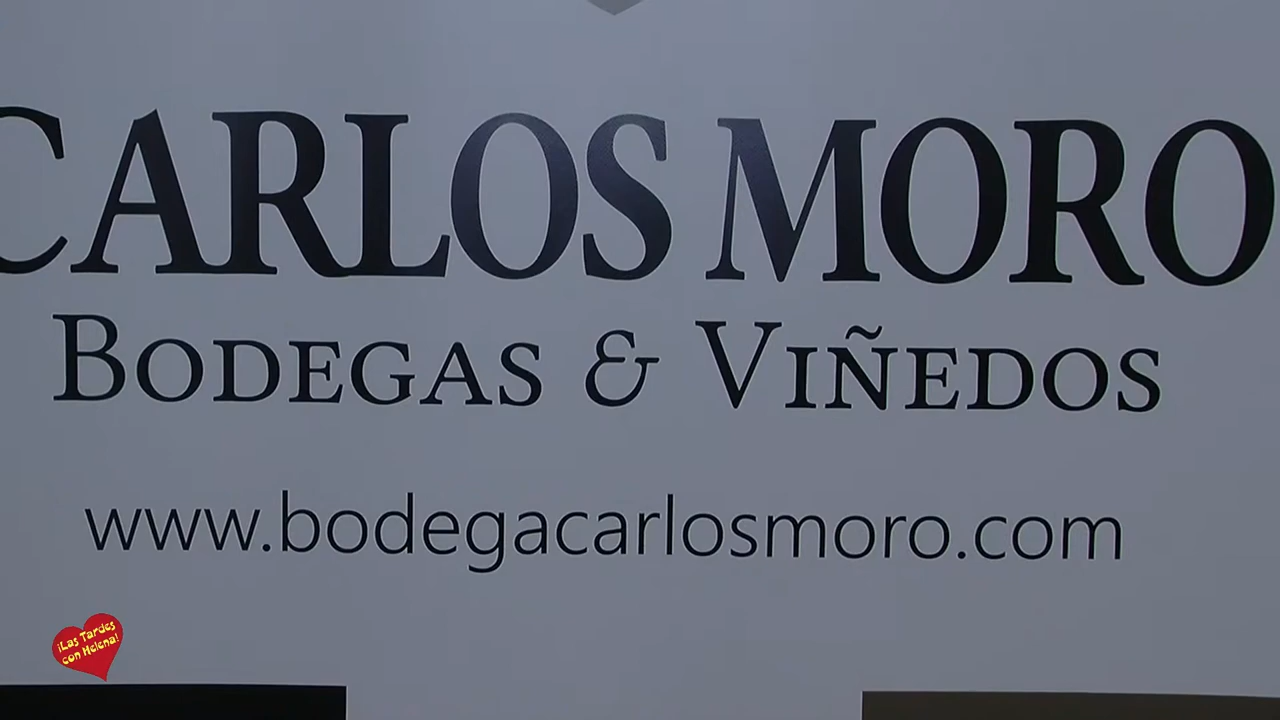 CARLOS MORO
BODEGAS & VIÑEDOS
www.bodegacarlosmoro.com
¡Las Tardes
con Helena!